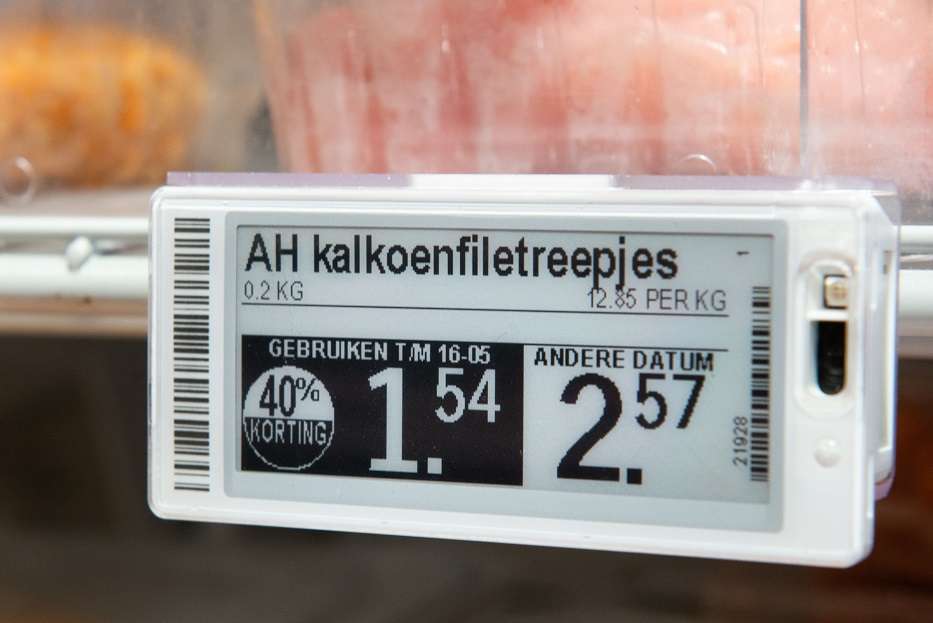 AH kalkoenfiletreepjes
0.2 KG
12.85 PER KG
GEBRUIKEN T/M 16-05
40%
KORTING
1.54
ANDERE DATUM
2.57
21928
1